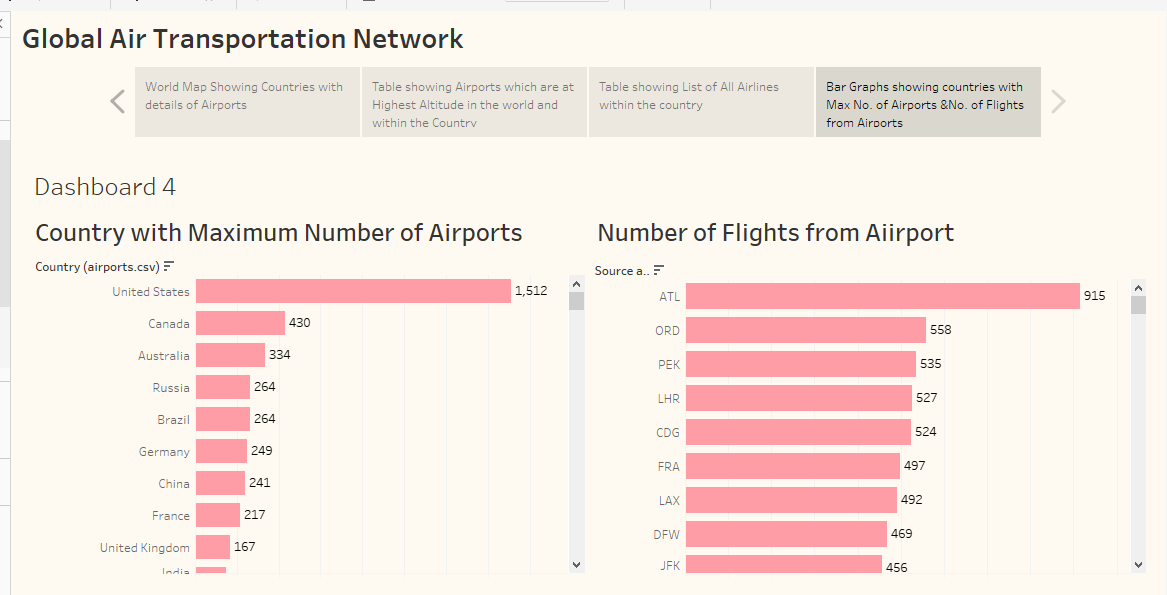 Global Air Transportation Network
World Map Showing Countries with
details of Airports
Table showing Airports which are at
Highest Altitude in the world and
within the Country
Table showing List of All Airlines
within the country
Bar Graphs showing countries with
Max No. of Airports &No. of Flights
from Airports
Dashboard 4
Country with Maximum Number of Airports
Country (airports.csv)
United States 1,512
Canada 430
Australia 334
Russia 264
Brazil 264
Germany 249
China 241
France 217
United Kingdom 167
India
Number of Flights from Aiirport
Source a..
ATL 915
ORD 558
PEK 535
LHR 527
CDG 524
FRA 497
LAX 492
DFW 469
JFK 456